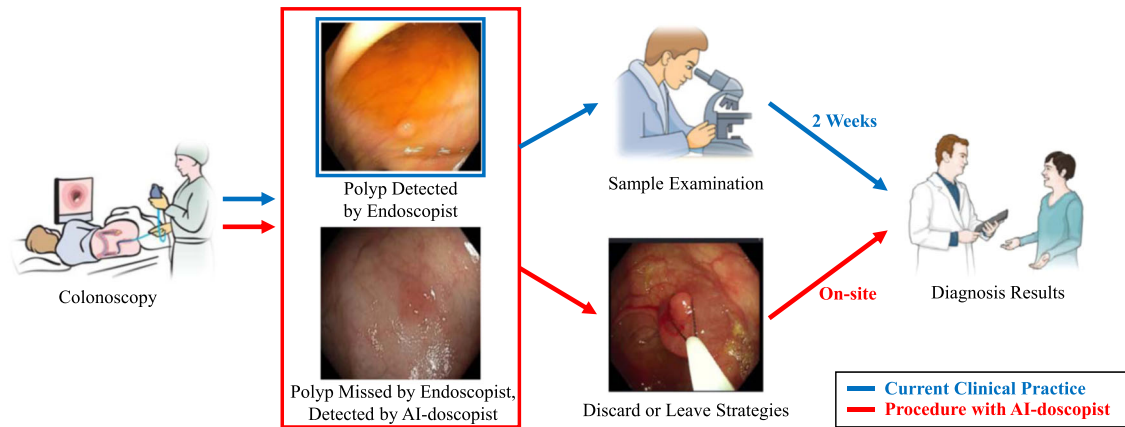 Colonoscopy
Polyp Detected
by Endoscopist
Polyp Missed by Endoscopist,
Detected by AI-doscopist
Sample Examination
Discard or Leave Strategies
2 Weeks
On-site
Diagnosis Results
Current Clinical Practice
Procedure with AI-doscopist